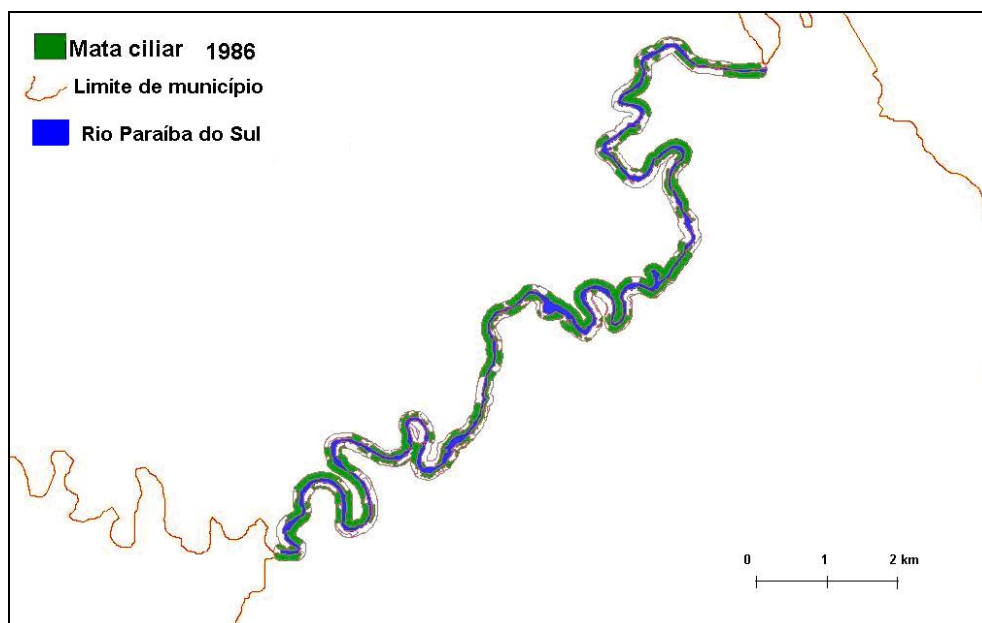 Mata ciliar 1986
Limite de município
Rio Paraíba do Sul
0 1 2 km